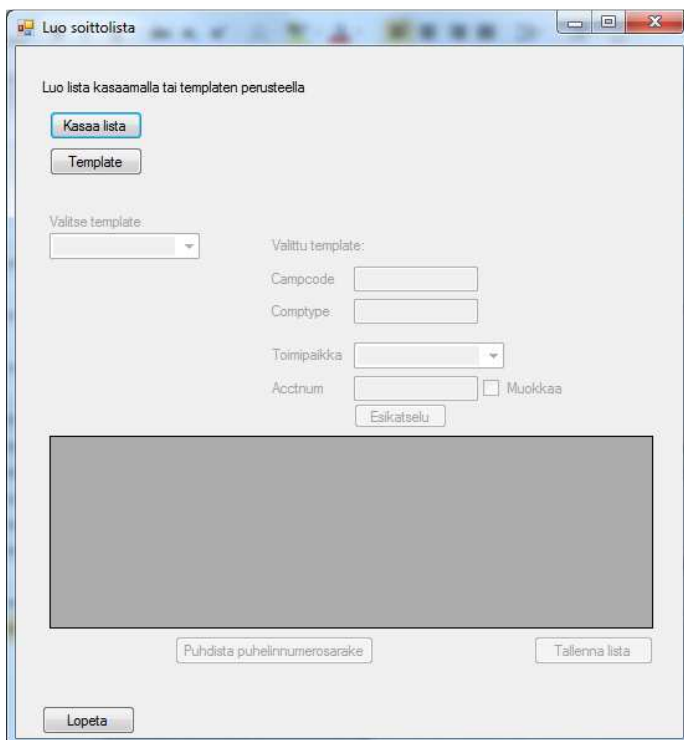 Luo soittolista
Luo lista kasaamalla tai templaten perusteella
Kasaa lista
Template
Valitse template
Valittu template:
Campcode
Comptype
Toimipaikka
Acctnum
Muokkaa
Esikatselu
Puhdista puhelinnumerosarake
Tallenna lista
Lopeta